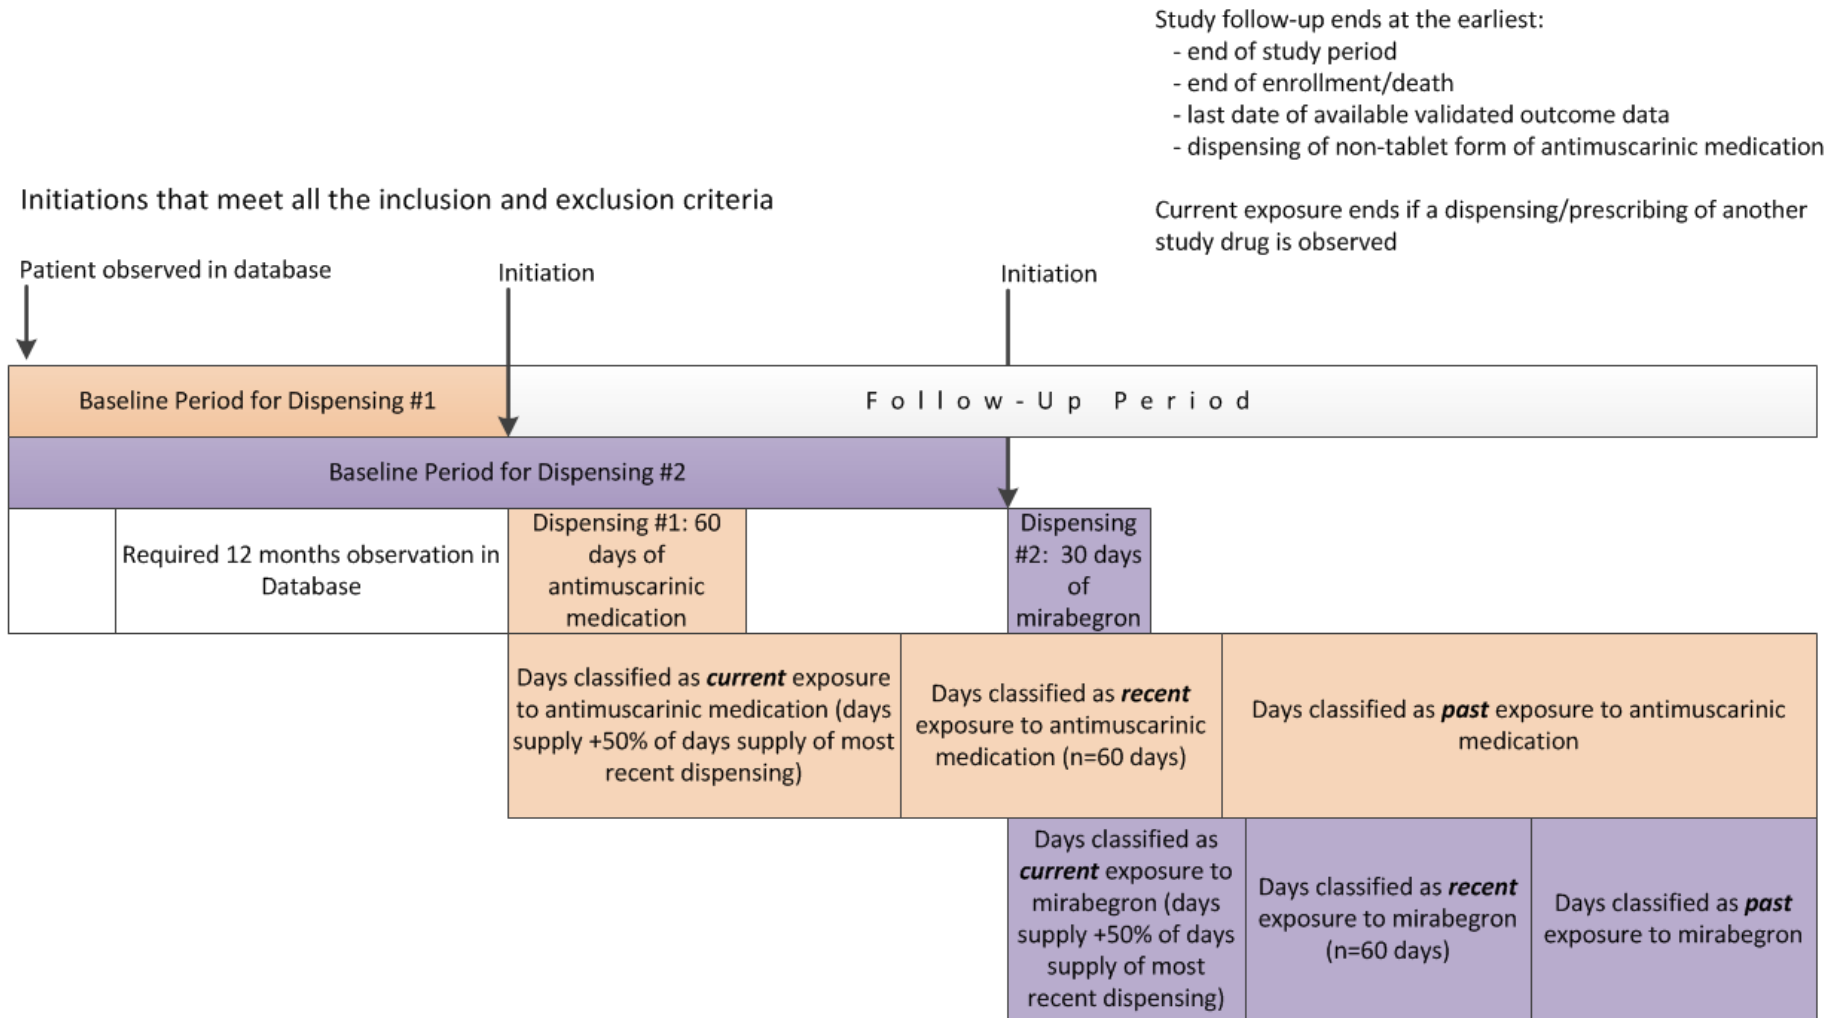 Study follow-up ends at the earliest:
- end of study period
- end of enrollment/death
- last date of available validated outcome data
- dispensing of non-tablet form of antimuscarinic medication
Initiations that meet all the inclusion and exclusion criteria
Current exposure ends if a dispensing/prescribing of another
study drug is observed
Patient observed in database
Initiation
Initiation
Baseline Period for Dispensing #1
Follow-Up Period
Baseline Period for Dispensing #2
Required 12 months observation in
Database
Dispensing #1: 60
days of
antimuscarinic
medication
Dispensing
#2: 30 days
of
mirabegron
Days classified as current exposure
to antimuscarinic medication (days
supply +50% of days supply of most
recent dispensing)
Days classified as recent
exposure to antimuscarinic
medication (n=60 days)
Days classified as past exposure to antimuscarinic
medication
Days classified as
current exposure to
mirabegron (days
supply +50% of days
supply of most
recent dispensing)
Days classified as recent
exposure to mirabegron
(n=60 days)
Days classified as past
exposure to mirabegron